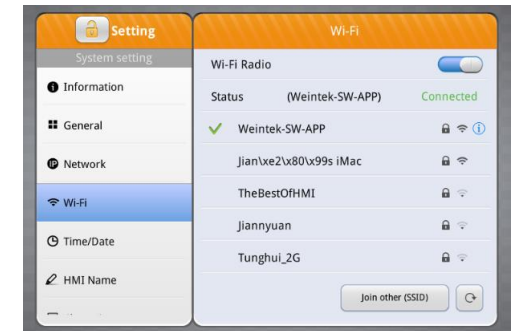 Setting
System setting
Information
General
Network
Wi-Fi
Time/Date
HMI Name
Wi-Fi
Wi-Fi Radio
Status (Weintek-SW-APP) Connected
Weintek-SW-APP
Jian\xe2\x80\x99s iMac
TheBestOfHMI
Jiannyuan
Tunghui_2G
Join other (SSID)